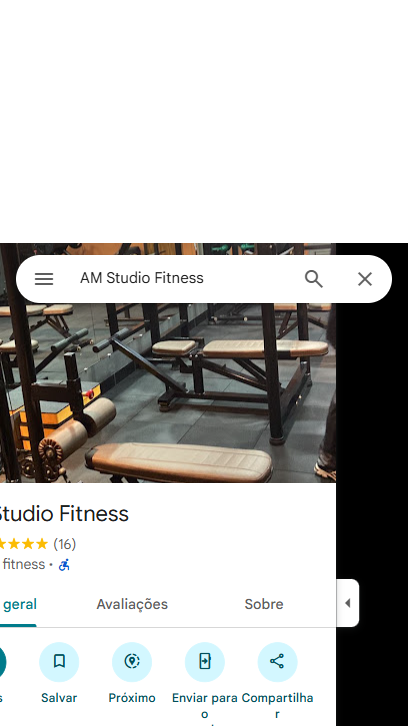 AM Studio Fitness
Studio Fitness
(16)
fitness •
geral
Avaliações
Sobre
s
Salvar
Próximo
Enviar para o
Compartilhar